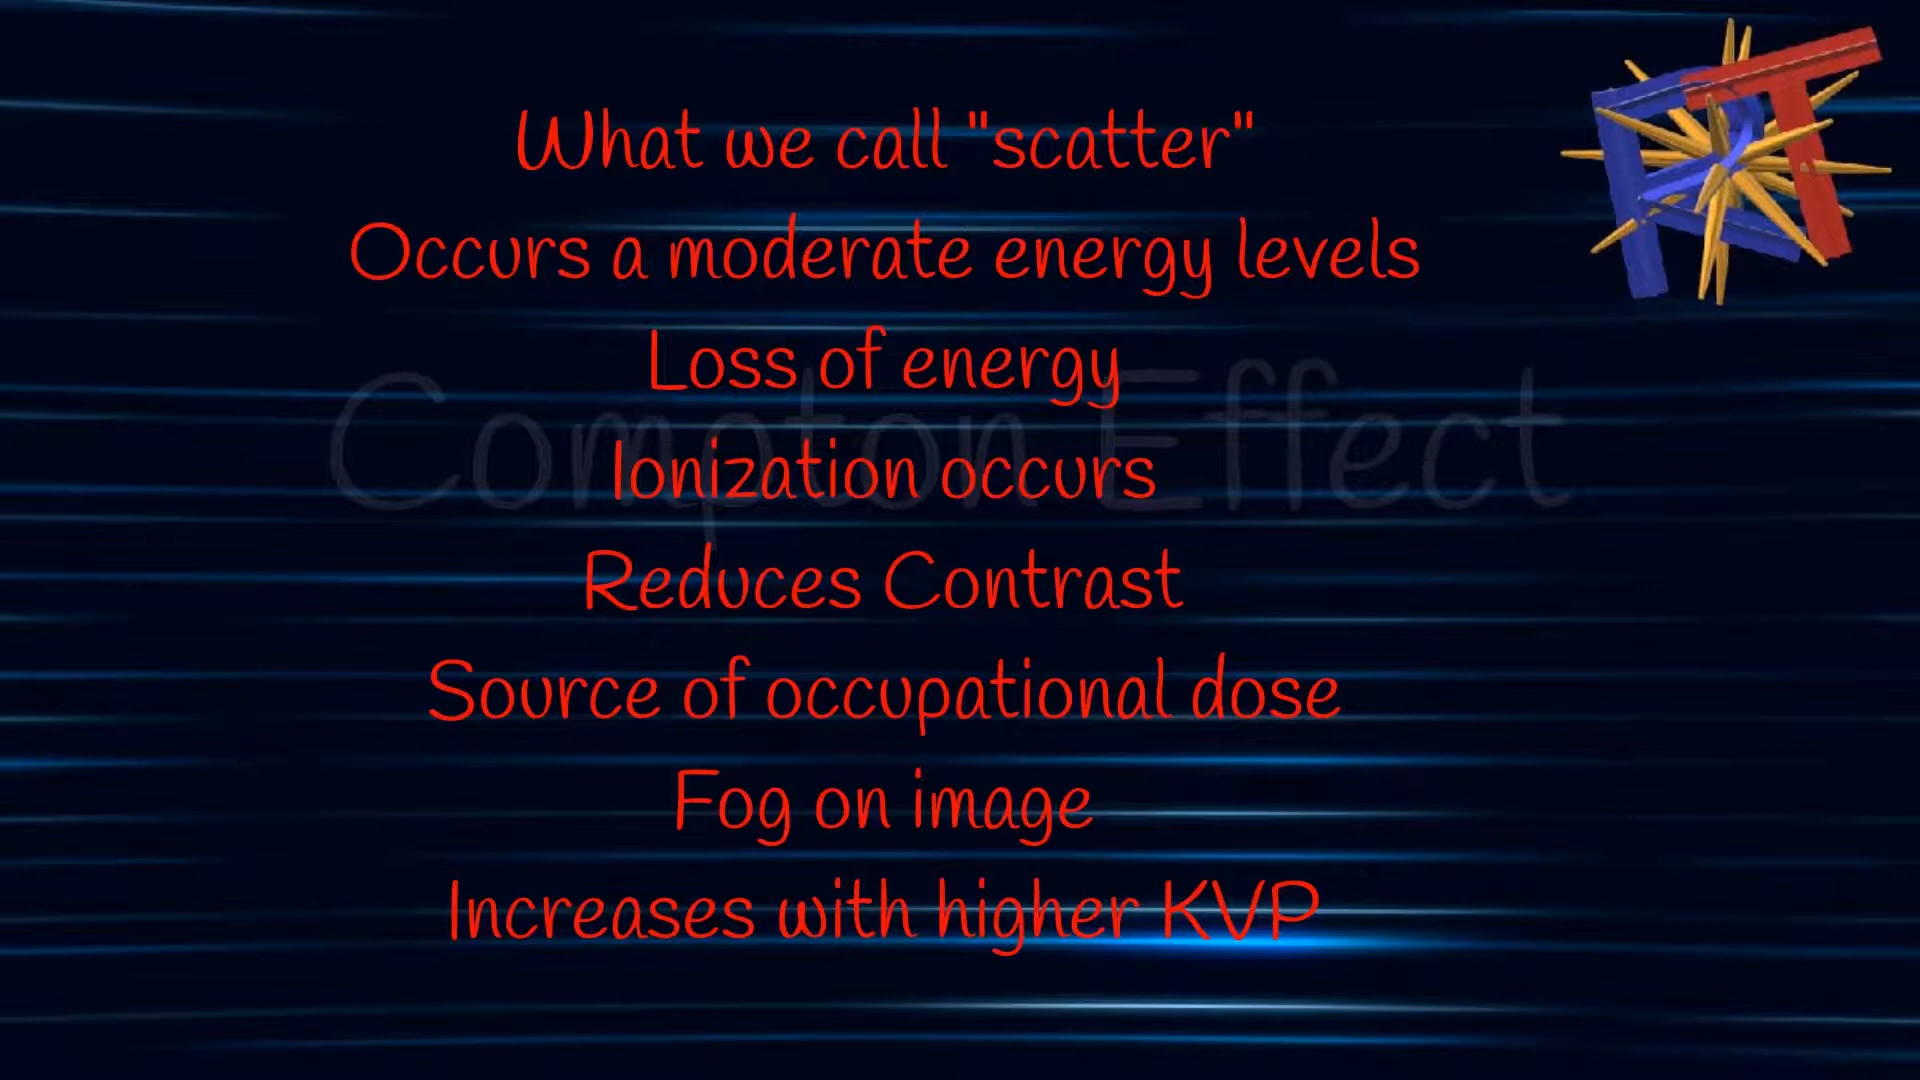 What we call "scatter"
Occurs a moderate energy levels
Loss of energy
Compton Effect
Ionization occurs
Reduces Contrast
Source of occupational dose
Fog on image
Increases with higher KVP
RT